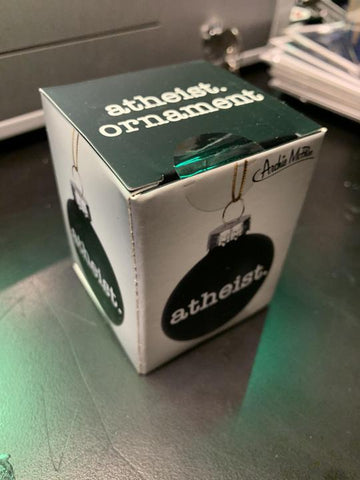 atheist.
ornament
Archie McPhee
atheist.
atheist.